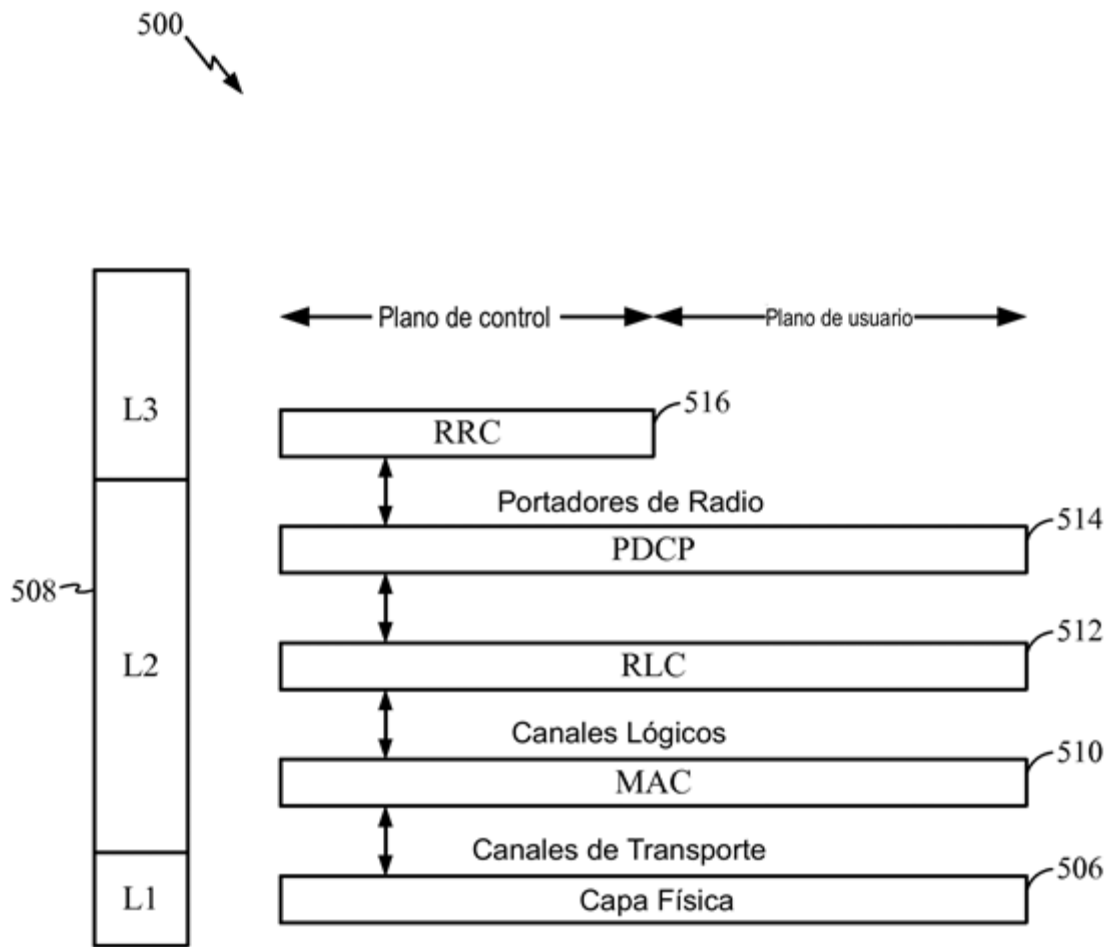 500
Plano de control
Plano de usuario
L3
RRC
516
Portadores de Radio
514
PDCP
508
L2
512
RLC
Canales Lógicos
510
MAC
Canales de Transporte
506
L1
Capa Física